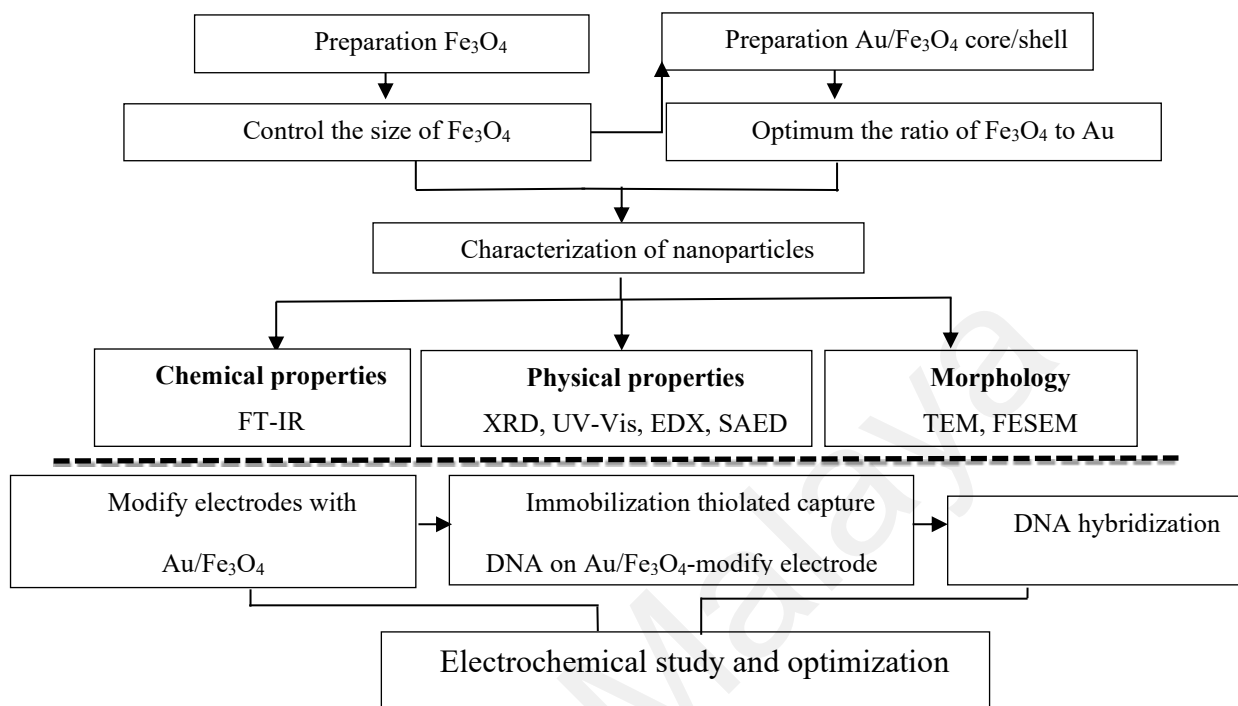 Preparation Fe₃O₄
Preparation Au/Fe₃O₄ core/shell
Control the size of Fe₃O₄
Optimum the ratio of Fe₃O₄ to Au
Characterization of nanoparticles
Chemical properties
FT-IR
Physical properties
XRD, UV-Vis, EDX, SAED
Morphology
TEM, FESEM
Modify electrodes with
Au/Fe₃O₄
Immobilization thiolated capture
DNA on Au/Fe₃O₄-modify electrode
DNA hybridization
Electrochemical study and optimization
Malaya